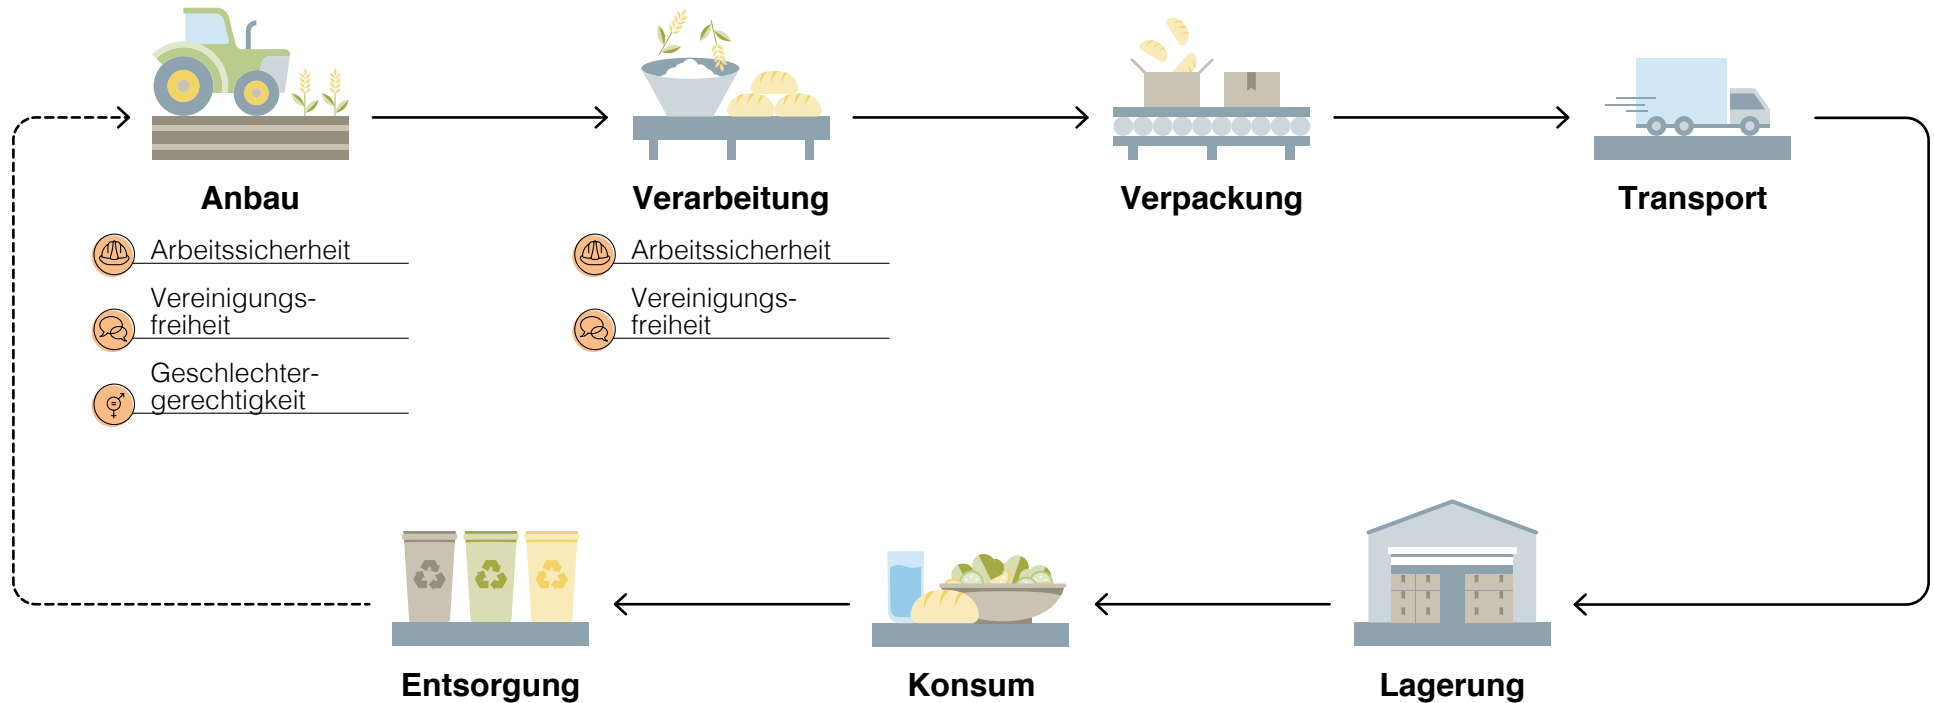 Anbau
Verarbeitung
Verpackung
Transport
Arbeitssicherheit
Vereinigungs-
freiheit
Geschlechter-
gerechtigkeit
Arbeitssicherheit
Vereinigungs-
freiheit
Entsorgung
Konsum
Lagerung